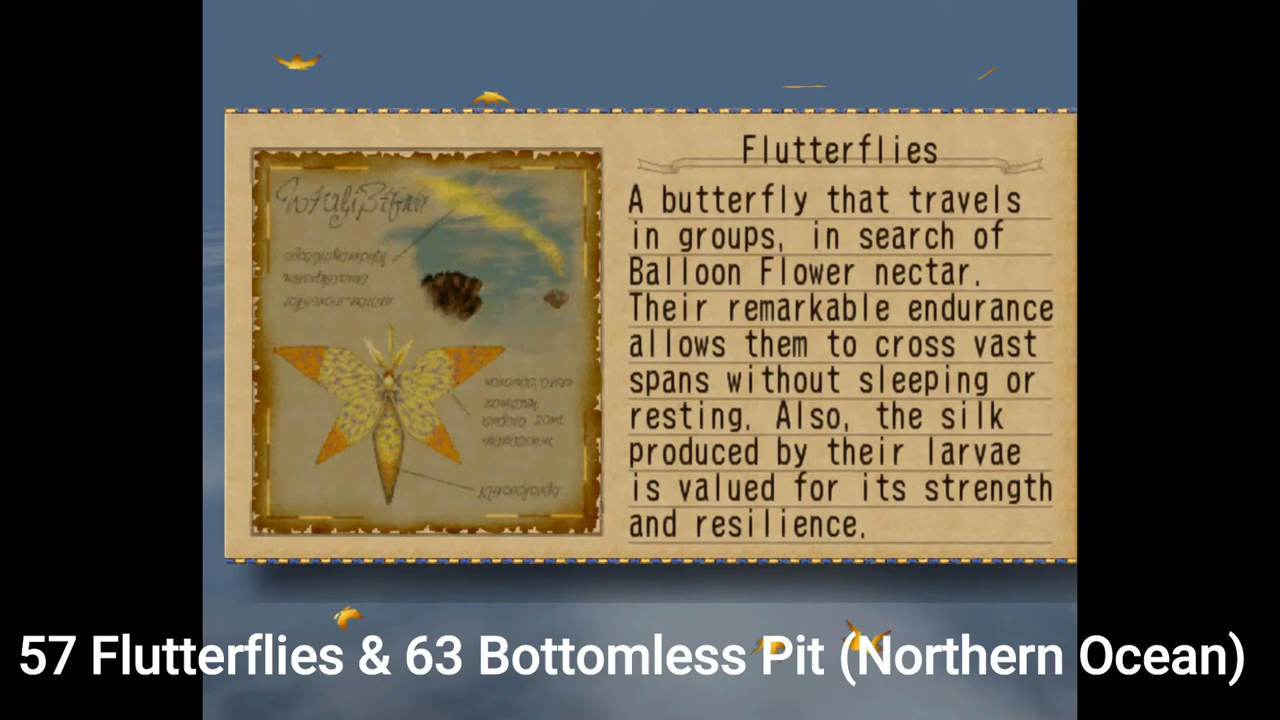 Flutterflies
A butterfly that travels
in groups, in search of
Balloon Flower nectar.
Their remarkable endurance
allows them to cross vast
spans without sleeping or
resting. Also, the silk
produced by their larvae
is valued for its strength
and resilience.
57 Flutterflies & 63 Bottomless Pit (Northern Ocean)